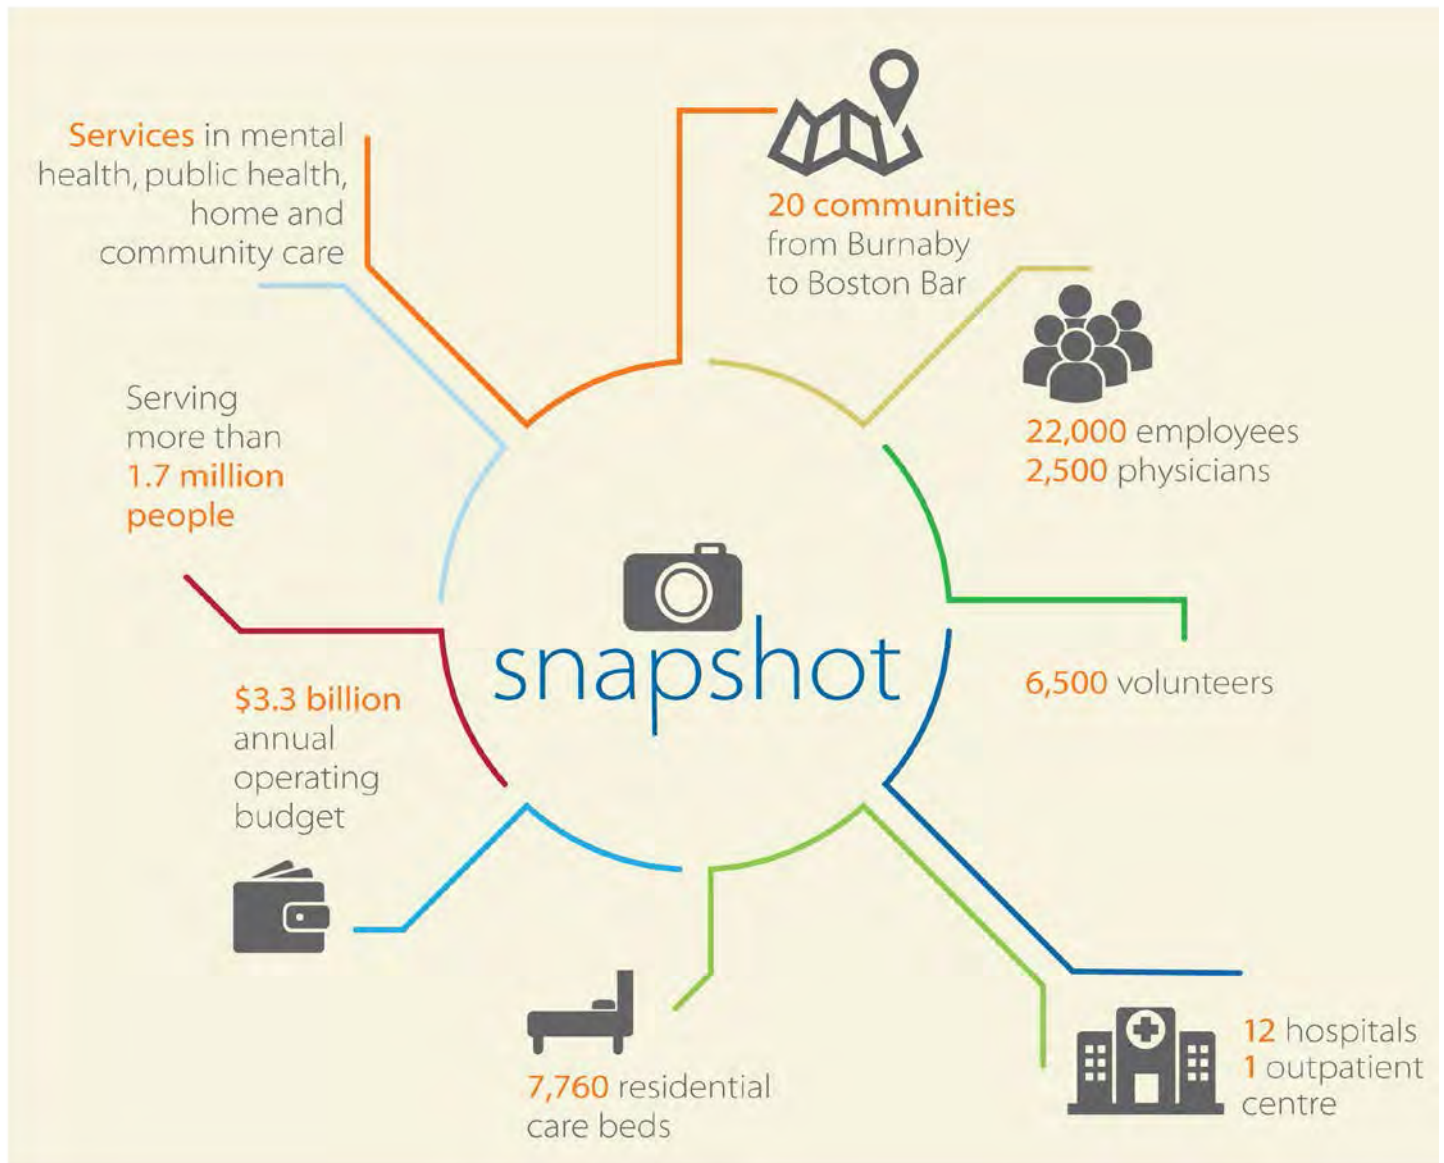 Services in mental
health, public health,
home and
community care
20 communities
from Burnaby
to Boston Bar
22,000 employees
2,500 physicians
Serving
more than
1.7 million
people
snapshot
6,500 volunteers
$3.3 billion
annual
operating
budget
7,760 residential
care beds
12 hospitals
1 outpatient
centre